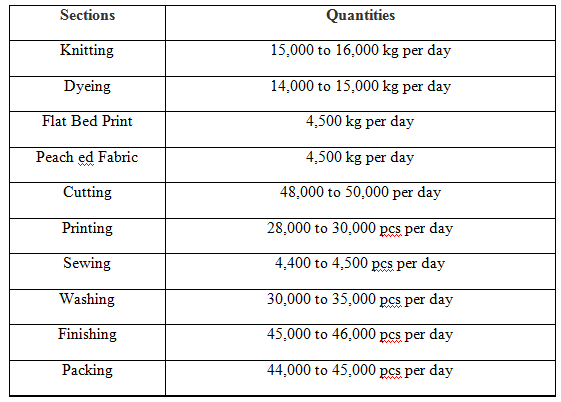 Sections Quantities
Knitting 15,000 to 16,000 kg per day
Dyeing 14,000 to 15,000 kg per day
Flat Bed Print 4,500 kg per day
Peach ed Fabric 4,500 kg per day
Cutting 48,000 to 50,000 per day
Printing 28,000 to 30,000 pcs per day
Sewing 4,400 to 4,500 pcs per day
Washing 30,000 to 35,000 pcs per day
Finishing 45,000 to 46,000 pcs per day
Packing 44,000 to 45,000 pcs per day